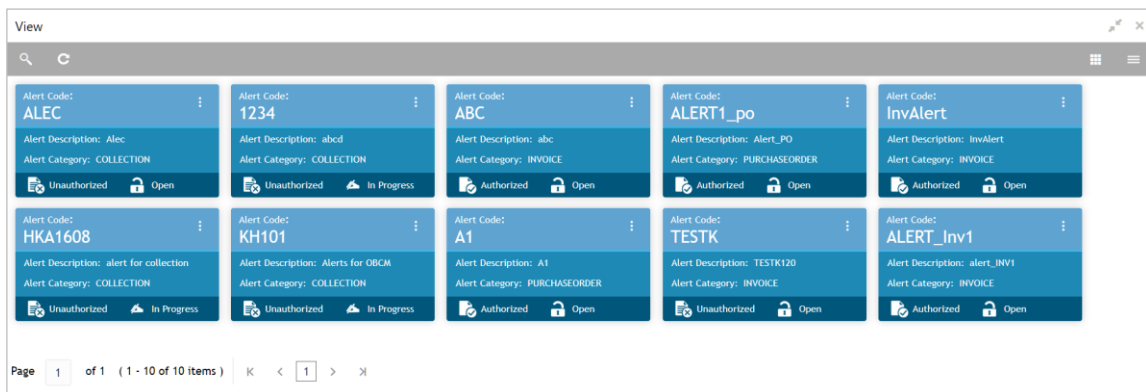 View
Alert Code:
ALEC
Alert Description: Alec
Alert Category: COLLECTION
Unauthorized Open
Alert Code:
1234
Alert Description: abcd
Alert Category: COLLECTION
Unauthorized In Progress
Alert Code:
ABC
Alert Description: abc
Alert Category: INVOICE
Authorized Open
Alert Code:
ALERT1_po
Alert Description: Alert_PO
Alert Category: PURCHASEORDER
Authorized Open
Alert Code:
InvAlert
Alert Description: InvAlert
Alert Category: INVOICE
Authorized Open
Alert Code:
HKA1608
Alert Description: alert for collection
Alert Category: COLLECTION
Unauthorized In Progress
Alert Code:
KH101
Alert Description: Alerts for OBCM
Alert Category: COLLECTION
Unauthorized In Progress
Alert Code:
A1
Alert Description: A1
Alert Category: PURCHASEORDER
Authorized Open
Alert Code:
TESTK
Alert Description: TESTK120
Alert Category: INVOICE
Unauthorized Open
Alert Code:
ALERT_Inv1
Alert Description: alert_INV1
Alert Category: INVOICE
Authorized Open
Page 1 of 1 ( 1 - 10 of 10 items ) 1